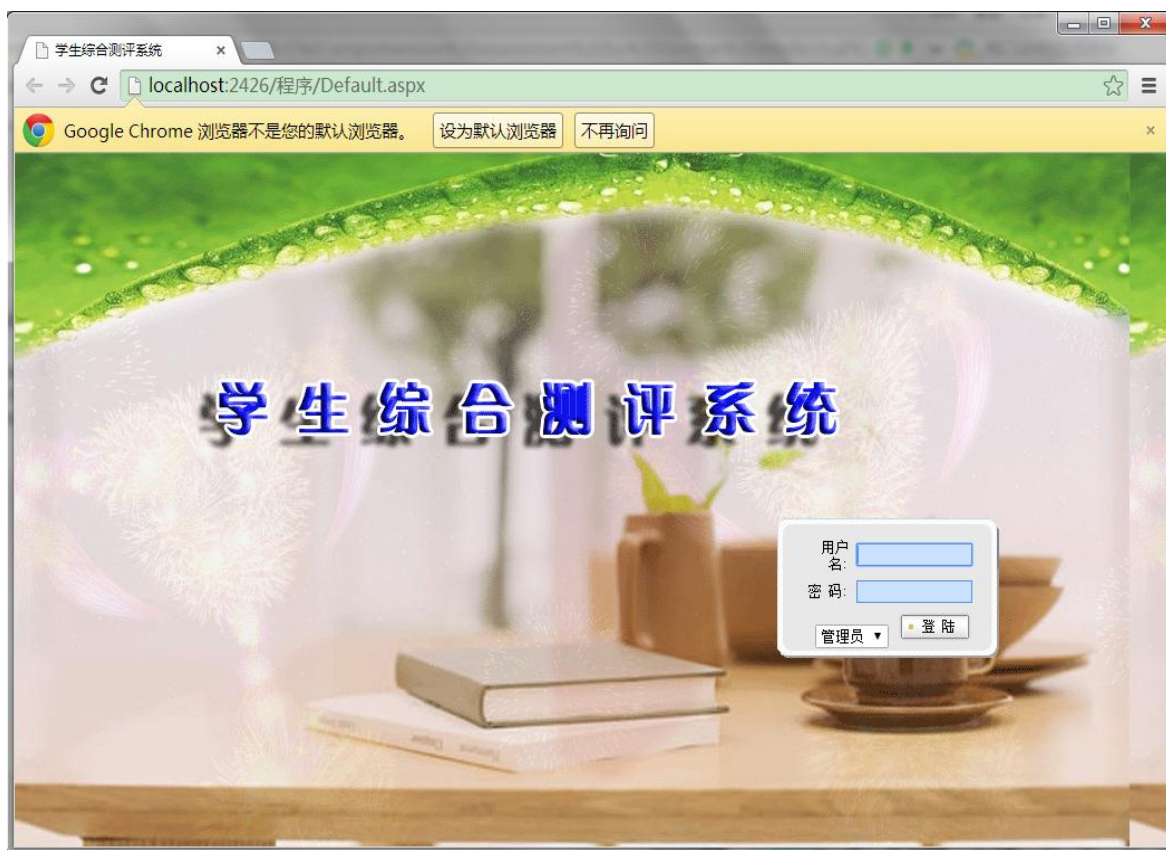 学生综合测评系统
localhost:2426/程序/Default.aspx
Google Chrome 浏览器不是您的默认浏览器。 设为默认浏览器 不再询问
学生综合测评系统
用户
名:
密 码:
管理员 登 陆